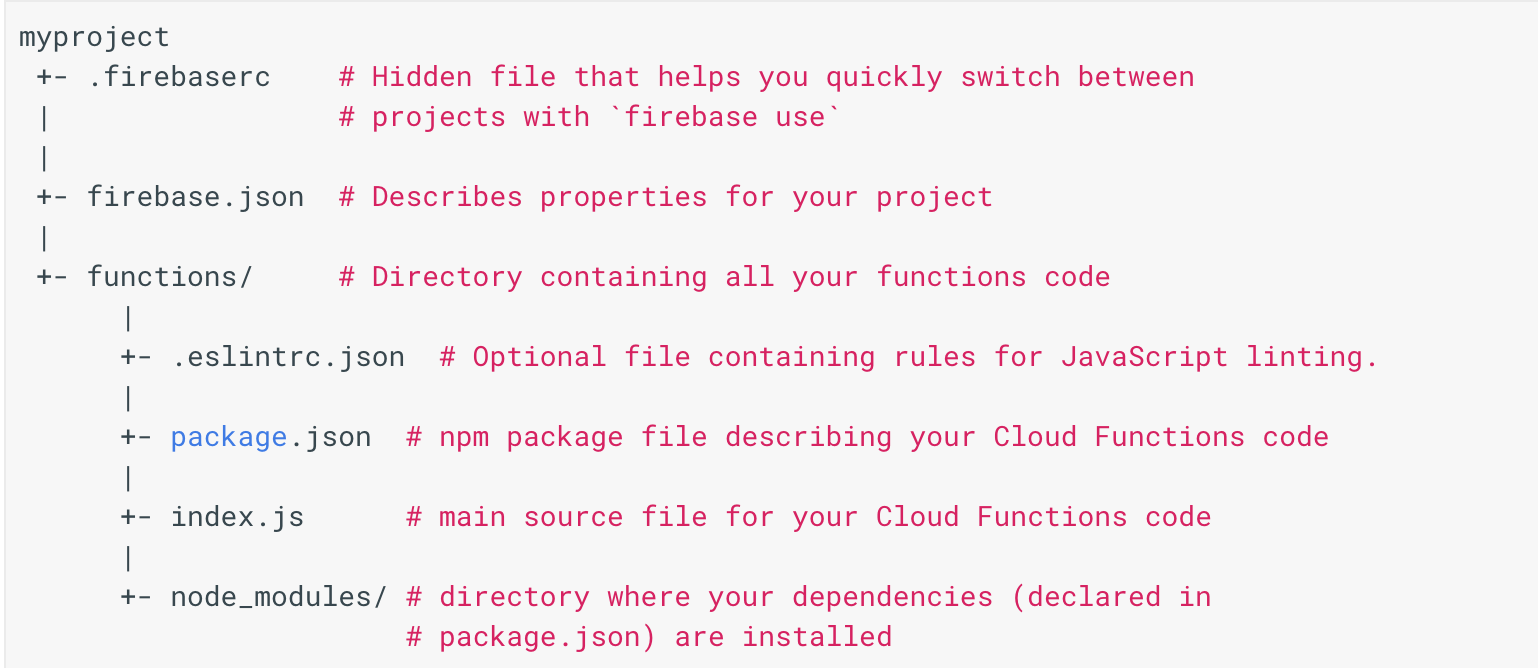 myproject
 +- .firebaserc    # Hidden file that helps you quickly switch between
 |                 # projects with `firebase use`
 |
 +- firebase.json  # Describes properties for your project
 |
 +- functions/     # Directory containing all your functions code
      |
      +- .eslintrc.json  # Optional file containing rules for JavaScript linting.
      |
      +- package.json  # npm package file describing your Cloud Functions code
      |
      +- index.js      # main source file for your Cloud Functions code
      |
      +- node_modules/ # directory where your dependencies (declared in
                       # package.json) are installed